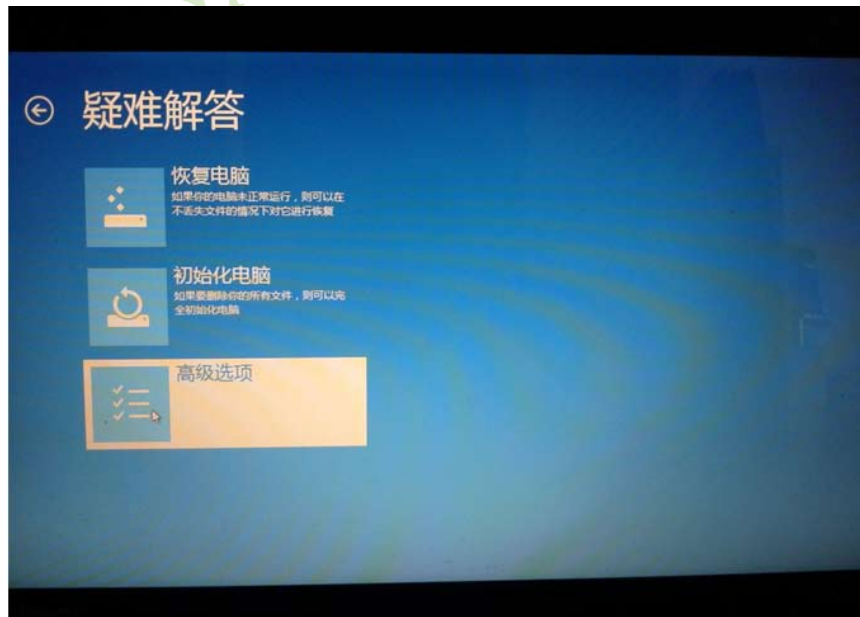 疑难解答
恢复电脑
如果你的电脑未正常运行，则可以在
不丢失文件的情况下对它进行恢复
初始化电脑
如果要删除你的所有文件，则可以完
全初始化电脑
高级选项